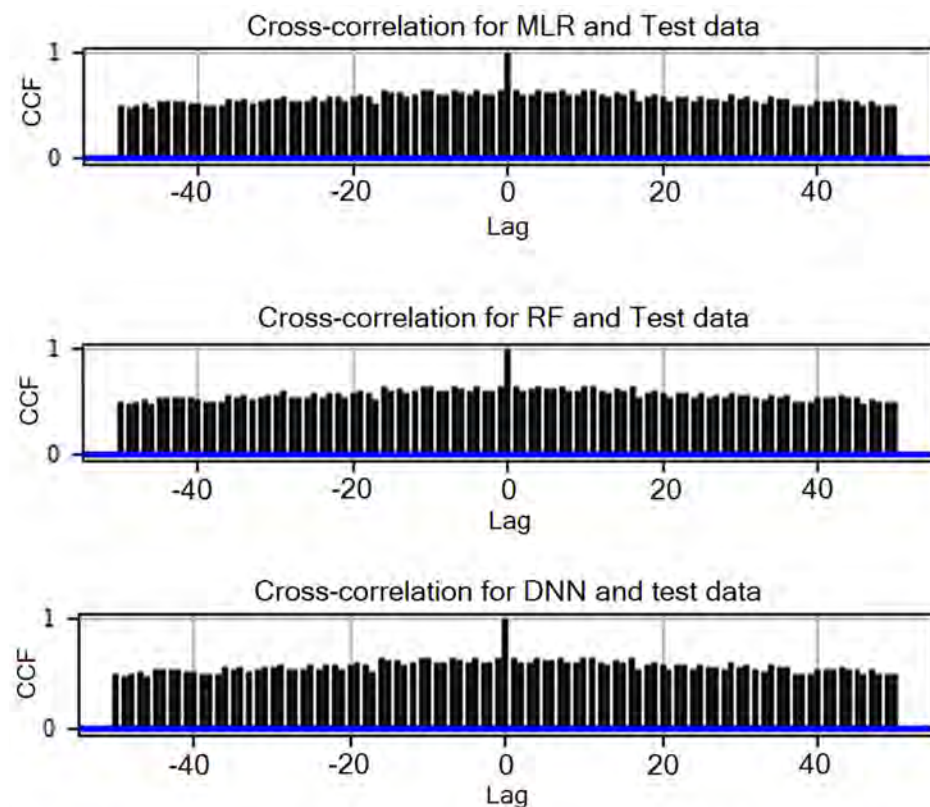 Cross-correlation for MLR and Test data
1
CCF
0
-40 -20 0 20 40
Lag
Cross-correlation for RF and Test data
1
CCF
0
-40 -20 0 20 40
Lag
Cross-correlation for DNN and test data
1
CCF
0
-40 -20 0 20 40
Lag